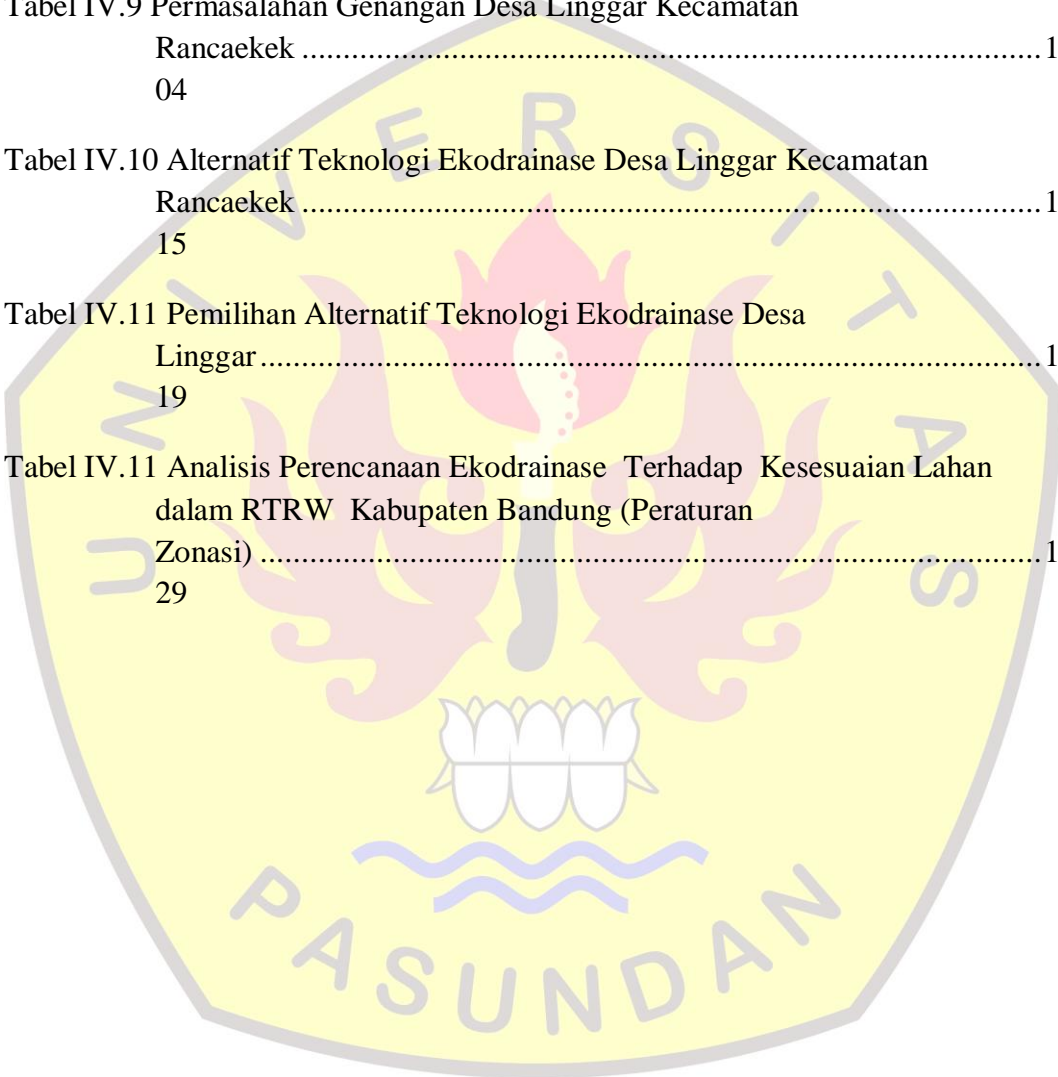 Tabel IV.9 Permasalahan Genangan Desa Linggar Kecamatan
Rancaekek ........................................................................................... 1
04
Tabel IV.10 Alternatif Teknologi Ekodrainase Desa Linggar Kecamatan
Rancaekek ........................................................................................... 1
15
Tabel IV.11 Pemilihan Alternatif Teknologi Ekodrainase Desa
Linggar ................................................................................................ 1
19
Tabel IV.11 Analisis Perencanaan Ekodrainase Terhadap Kesesuaian Lahan
dalam RTRW Kabupaten Bandung (Peraturan
Zonasi) ................................................................................................ 1
29
UNIVERSITAS
PASUNDAN